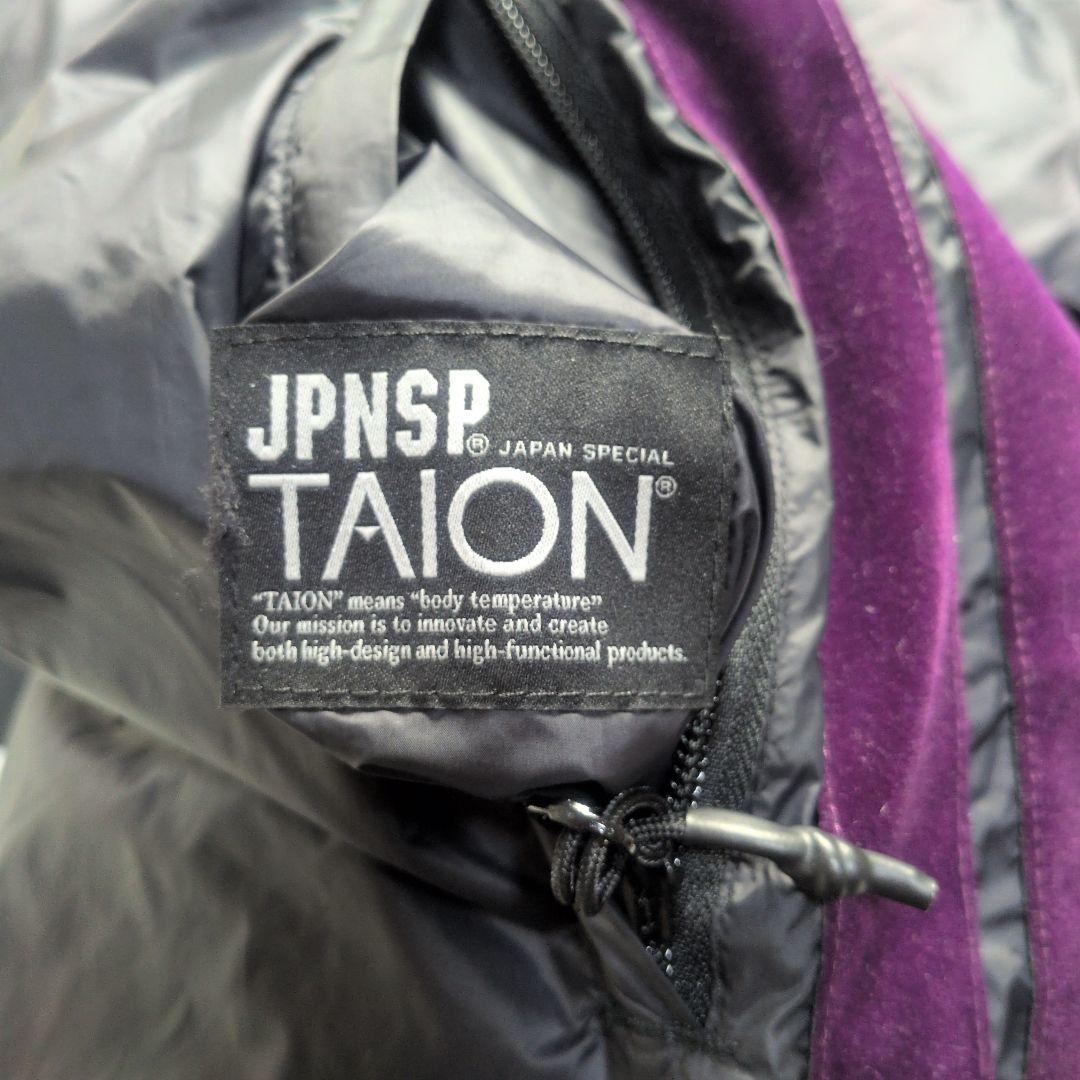 JPNSP® JAPAN SPECIAL
TAION®
"TAION" means "body temperature"
Our mission is to innovate and create
both high-design and high-functional products.